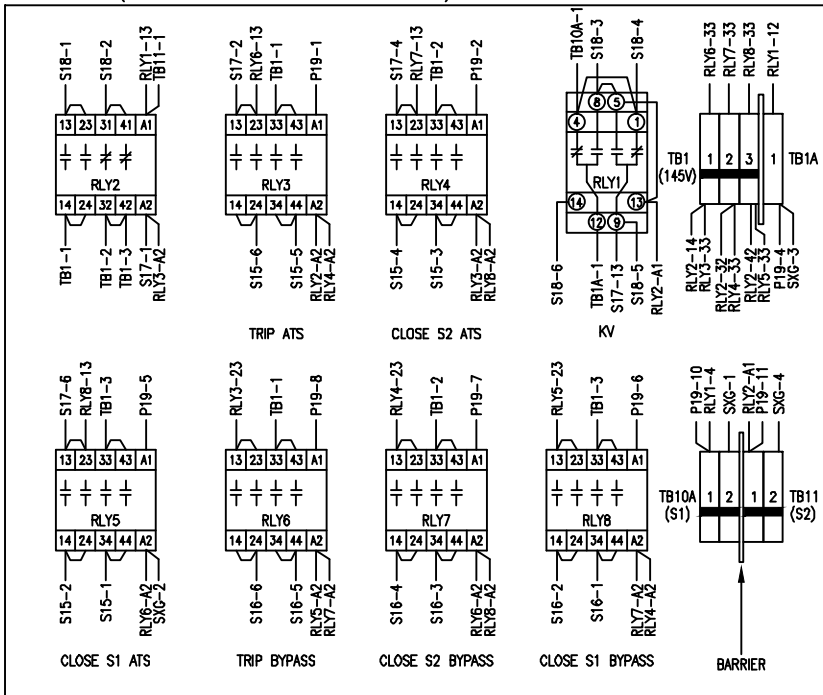 S18-1
S18-2
RLY1-13
TB11-1
13 23 31 41 A1
RLY2
14 24 32 42 A2
TB1-1
TB1-2
TB1-3
S17-1
RLY3-A2
S17-2
RLY6-13
TB1-1
P19-1
13 23 33 43 A1
RLY3
14 24 34 44 A2
S15-6
S15-5
RLY2-A2
RLY4-A2
TRIP ATS
S17-4
RLY7-13
TB1-2
P19-2
13 23 33 43 A1
RLY4
14 24 34 44 A2
S15-4
S15-3
RLY3-A2
RLY8-A2
CLOSE S2 ATS
TB10A-1
S18-3
S18-4
8 5
4 1
RLY1
14 13
12 9
S18-6
TB1A-1
S17-13
S18-5
RLY2-A1
KV
RLY6-33
RLY7-33
RLY8-33
RLY1-12
TB1
(145V)
1 2 3 1
TB1A
RLY2-14
RLY3-33
RLY2-32
RLY4-33
RLY2-42
RLY5-33
P19-4
SXG-3
S17-6
RLY8-13
TB1-3
P19-5
13 23 33 43 A1
RLY5
14 24 34 44 A2
S15-2
S15-1
RLY6-A2
SXG-2
CLOSE S1 ATS
RLY3-23
TB1-1
P19-8
13 23 33 43 A1
RLY6
14 24 34 44 A2
S16-6
S16-5
RLY5-A2
RLY7-A2
TRIP BYPASS
RLY4-23
TB1-2
P19-7
13 23 33 43 A1
RLY7
14 24 34 44 A2
S16-4
S16-3
RLY6-A2
RLY8-A2
CLOSE S2 BYPASS
RLY5-23
TB1-3
P19-6
13 23 33 43 A1
RLY8
14 24 34 44 A2
S16-2
S16-1
RLY7-A2
RLY4-A2
CLOSE S1 BYPASS
P19-10
RLY1-4
SXG-1
RLY2-A1
P19-11
SXG-4
TB10A
(S1)
1 2 1 2
TB11
(S2)
BARRIER